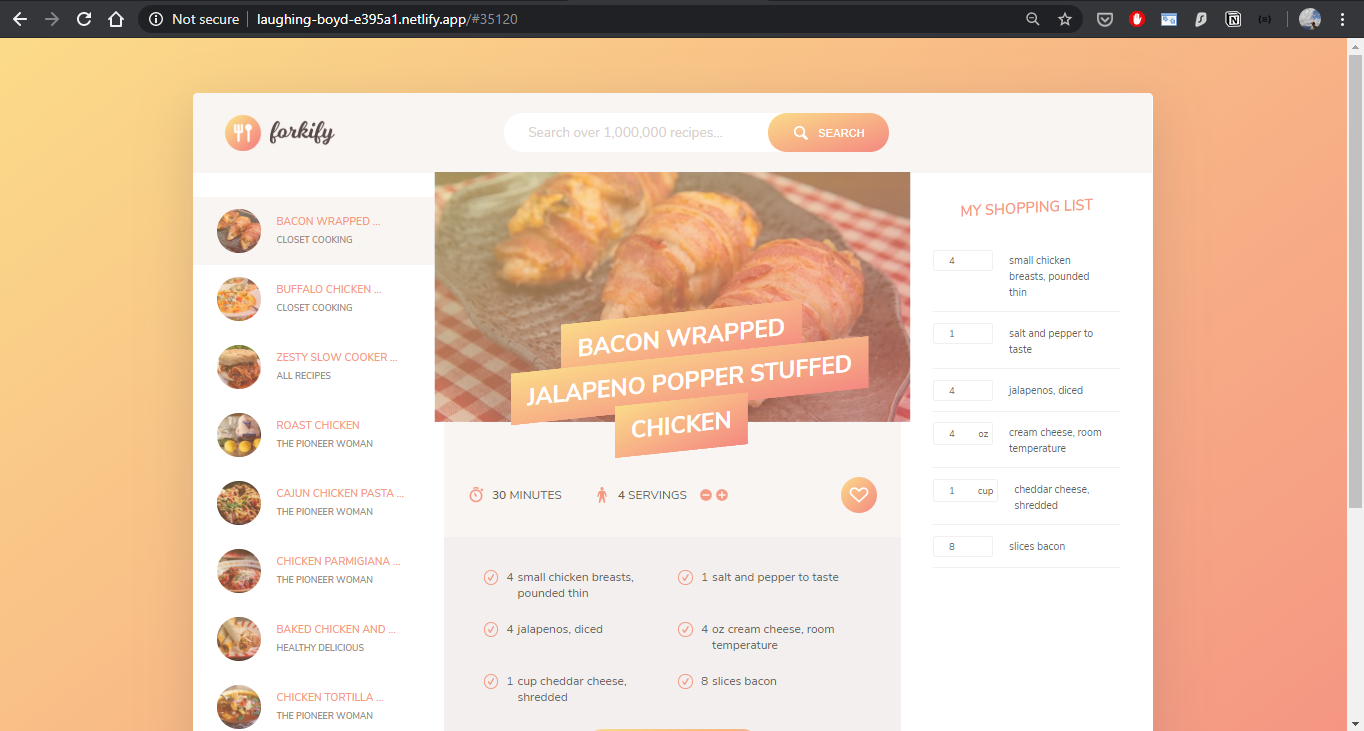 Not secure
laughing-boyd-e395a1.netlify.app/#35120
forkify
Search over 1,000,000 recipes...
SEARCH
BACON WRAPPED ...
CLOSET COOKING
BUFFALO CHICKEN ...
CLOSET COOKING
ZESTY SLOW COOKER ...
ALL RECIPES
ROAST CHICKEN
THE PIONEER WOMAN
CAJUN CHICKEN PASTA ...
THE PIONEER WOMAN
CHICKEN PARMIGIANA ...
THE PIONEER WOMAN
BAKED CHICKEN AND ...
HEALTHY DELICIOUS
CHICKEN TORTILLA ...
THE PIONEER WOMAN
BACON WRAPPED
JALAPENO POPPER STUFFED
CHICKEN
30 MINUTES
4 SERVINGS
4 small chicken breasts,
pounded thin
1 salt and pepper to taste
4 jalapenos, diced
4 oz cream cheese, room
temperature
1 cup cheddar cheese,
shredded
8 slices bacon
MY SHOPPING LIST
4 small chicken
breasts, pounded
thin
1 salt and pepper to
taste
4 jalapenos, diced
4 oz cream cheese, room
temperature
1 cup cheddar cheese,
shredded
8 slices bacon